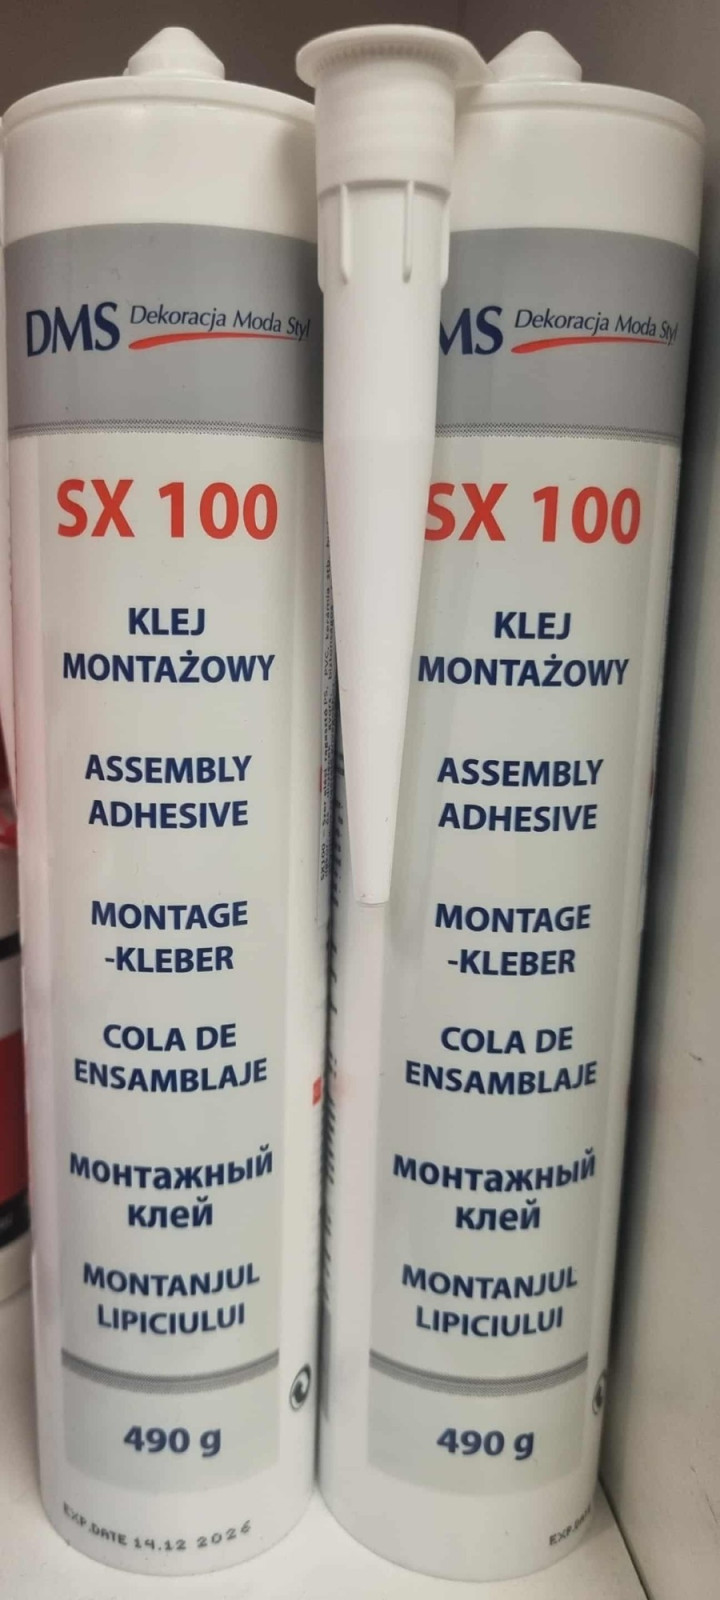 DMS Dekoracja Moda Styl
SX 100
KLEJ
MONTAŻOWY
ASSEMBLY
ADHESIVE
MONTAGE
-KLEBER
COLA DE
ENSAMBLAJE
МОНТАЖНЫЙ
КЛЕЙ
MONTANJUL
LIPICIULUI
490 g
EXP.DATE 14.12 2026
MS Dekoracja Moda Styl
SX 100
KLEJ
MONTAŻOWY
ASSEMBLY
ADHESIVE
MONTAGE
-KLEBER
COLA DE
ENSAMBLAJE
МОНТАЖНЫЙ
КЛЕЙ
MONTANJUL
LIPICIULUI
490 g
EXP.DATE